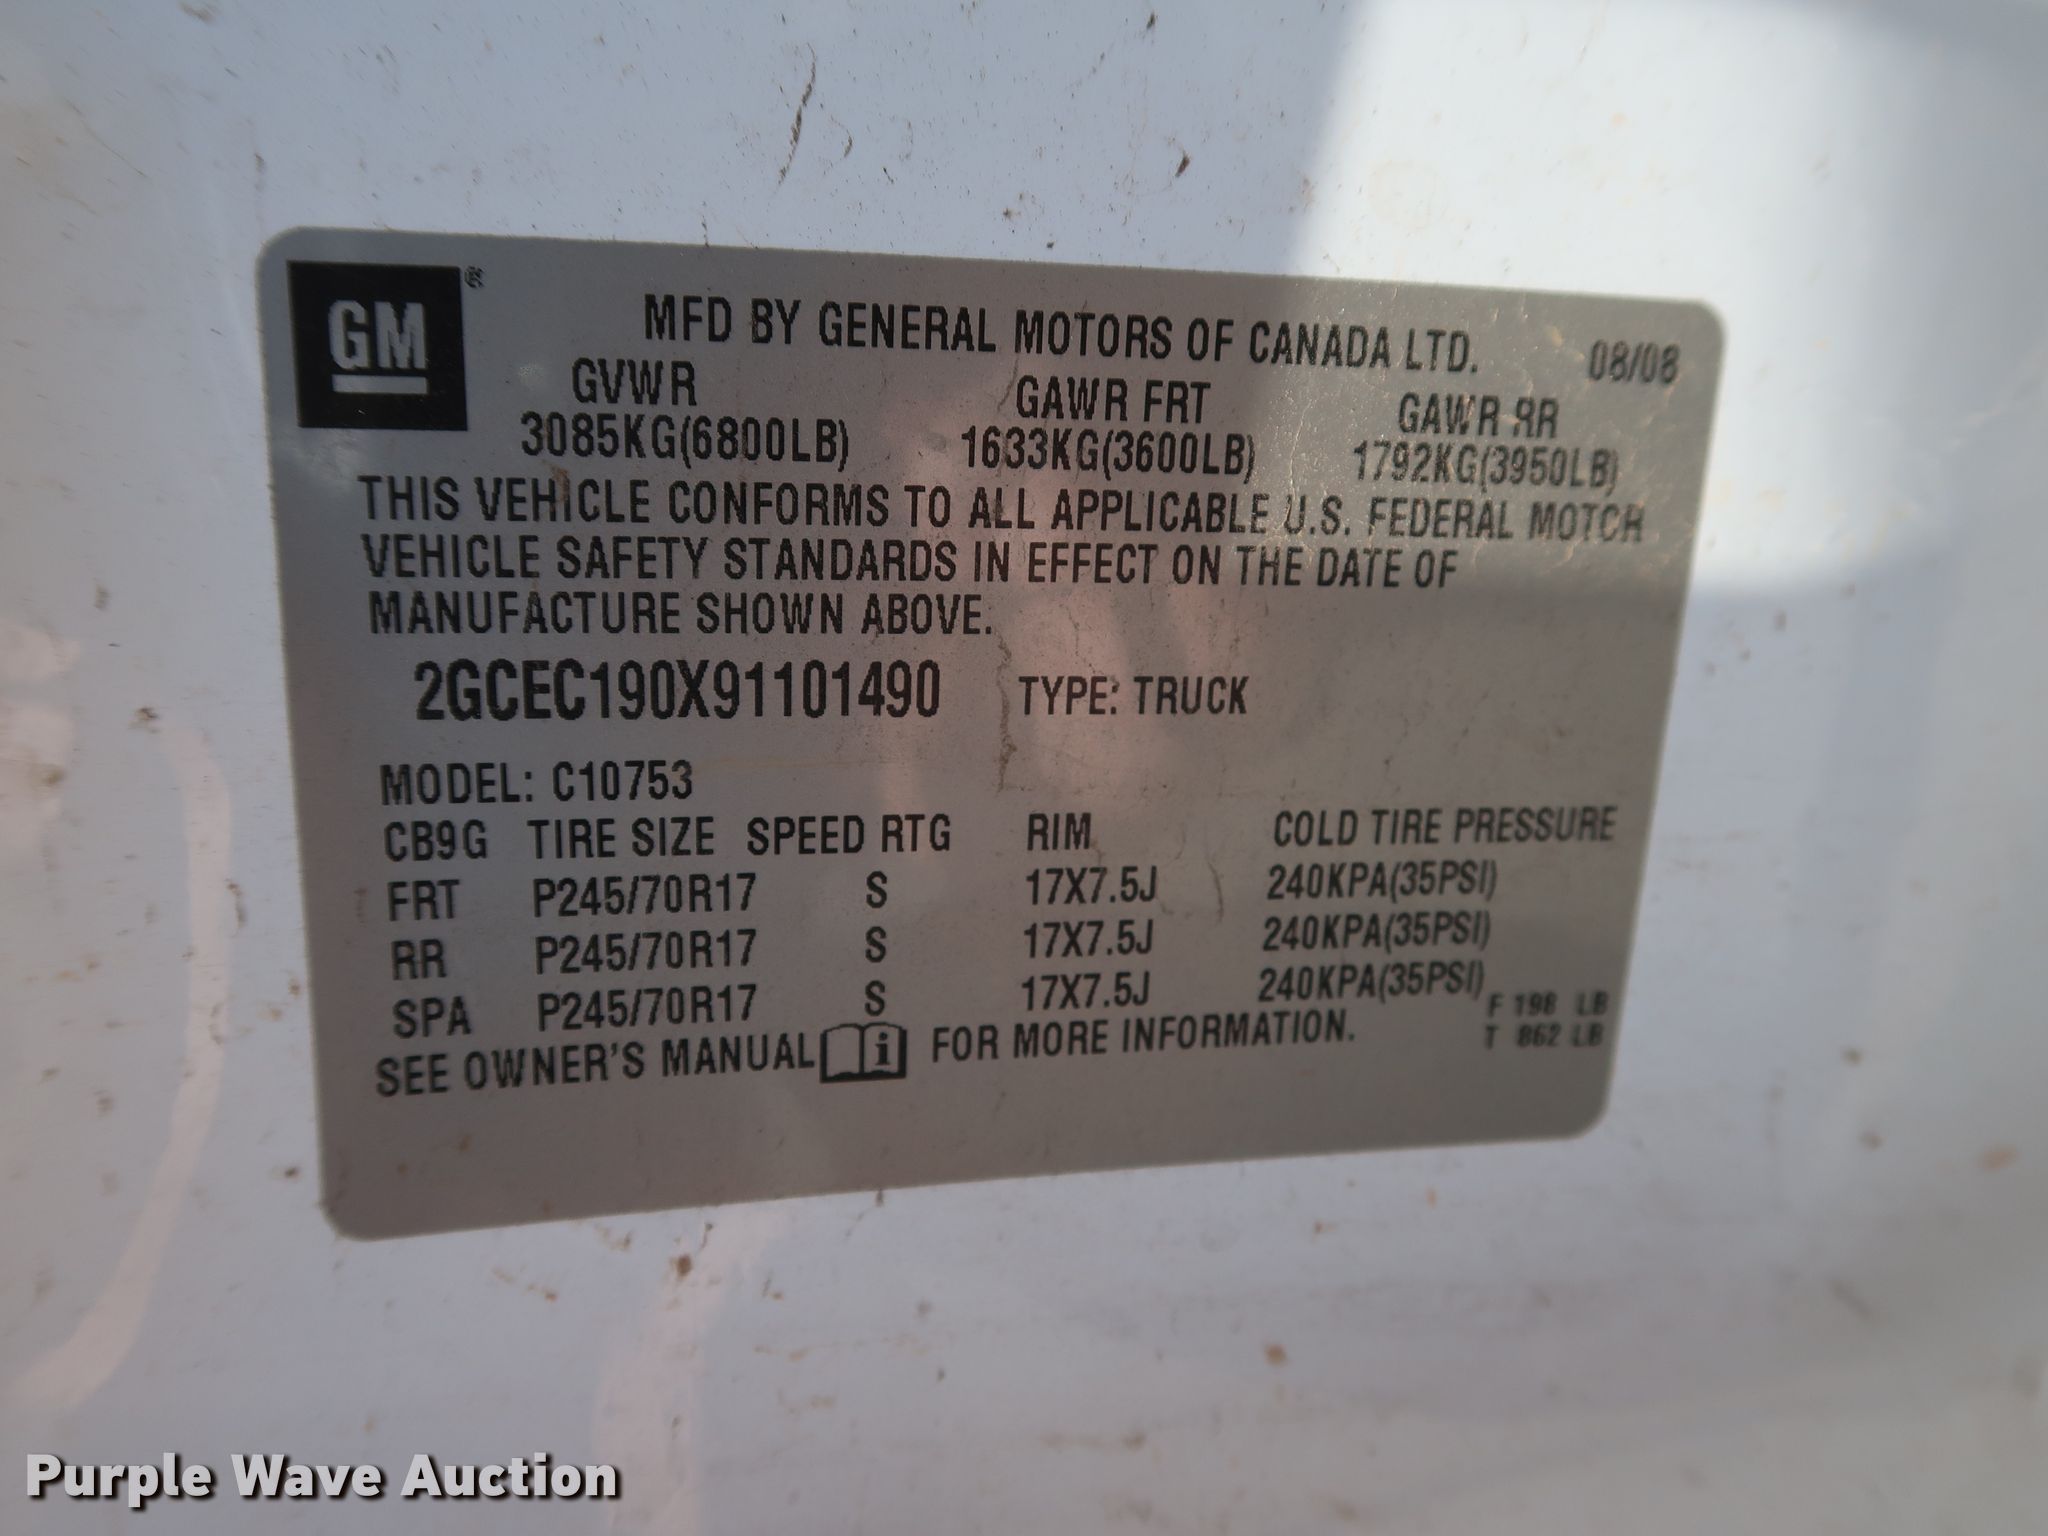 GM®
MFD BY GENERAL MOTORS OF CANADA LTD. 08/08
GVWR GAWR FRT GAWR RR
3085KG(6800LB) 1633KG(3600LB) 1792KG(3950LB)
THIS VEHICLE CONFORMS TO ALL APPLICABLE U.S. FEDERAL MOTOR
VEHICLE SAFETY STANDARDS IN EFFECT ON THE DATE OF
MANUFACTURE SHOWN ABOVE.
2GCEC190X91101490 TYPE: TRUCK
MODEL: C10753
CB9G TIRE SIZE SPEED RTG RIM COLD TIRE PRESSURE
FRT P245/70R17 S 17X7.5J 240KPA(35PSI)
RR P245/70R17 S 17X7.5J 240KPA(35PSI)
SPA P245/70R17 S 17X7.5J 240KPA(35PSI)
F 198 LB
T 862 LB
SEE OWNER'S MANUAL i FOR MORE INFORMATION.
Purple Wave Auction